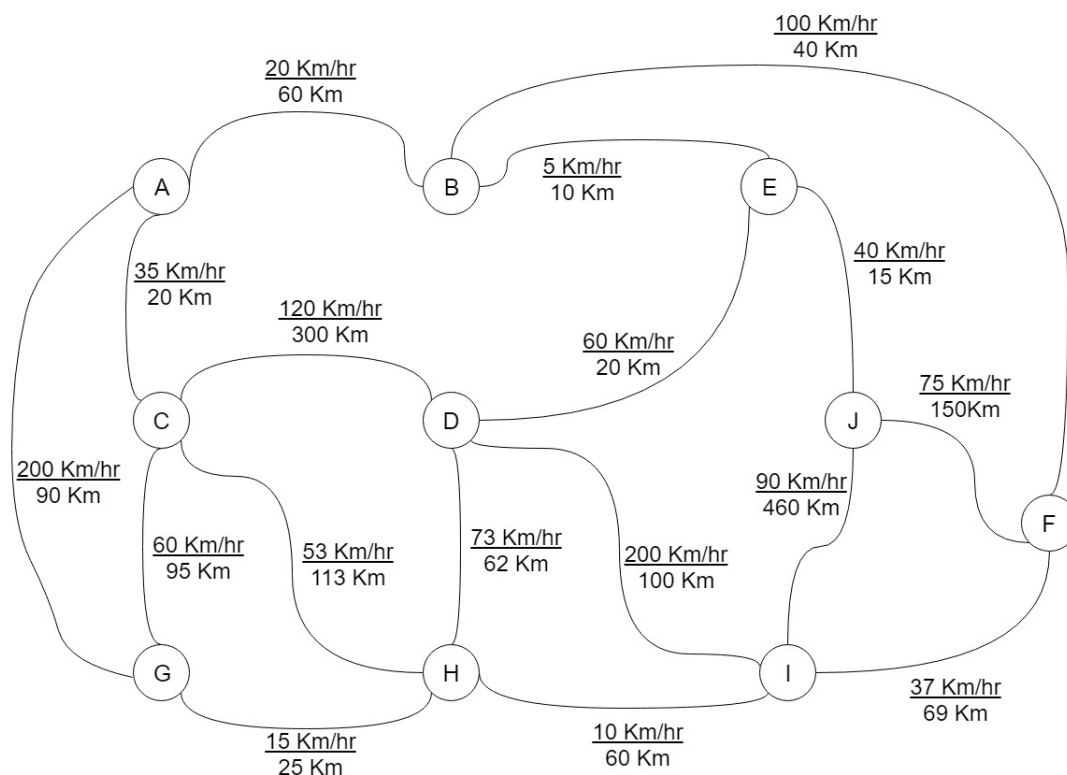 100 Km/hr
40 Km
20 Km/hr
60 Km
A
B
E
5 Km/hr
10 Km
35 Km/hr
20 Km
40 Km/hr
15 Km
120 Km/hr
300 Km
60 Km/hr
20 Km
C
D
J
75 Km/hr
150Km
200 Km/hr
90 Km
90 Km/hr
460 Km
F
60 Km/hr
95 Km
53 Km/hr
113 Km
73 Km/hr
62 Km
200 Km/hr
100 Km
G
H
I
37 Km/hr
69 Km
15 Km/hr
25 Km
10 Km/hr
60 Km